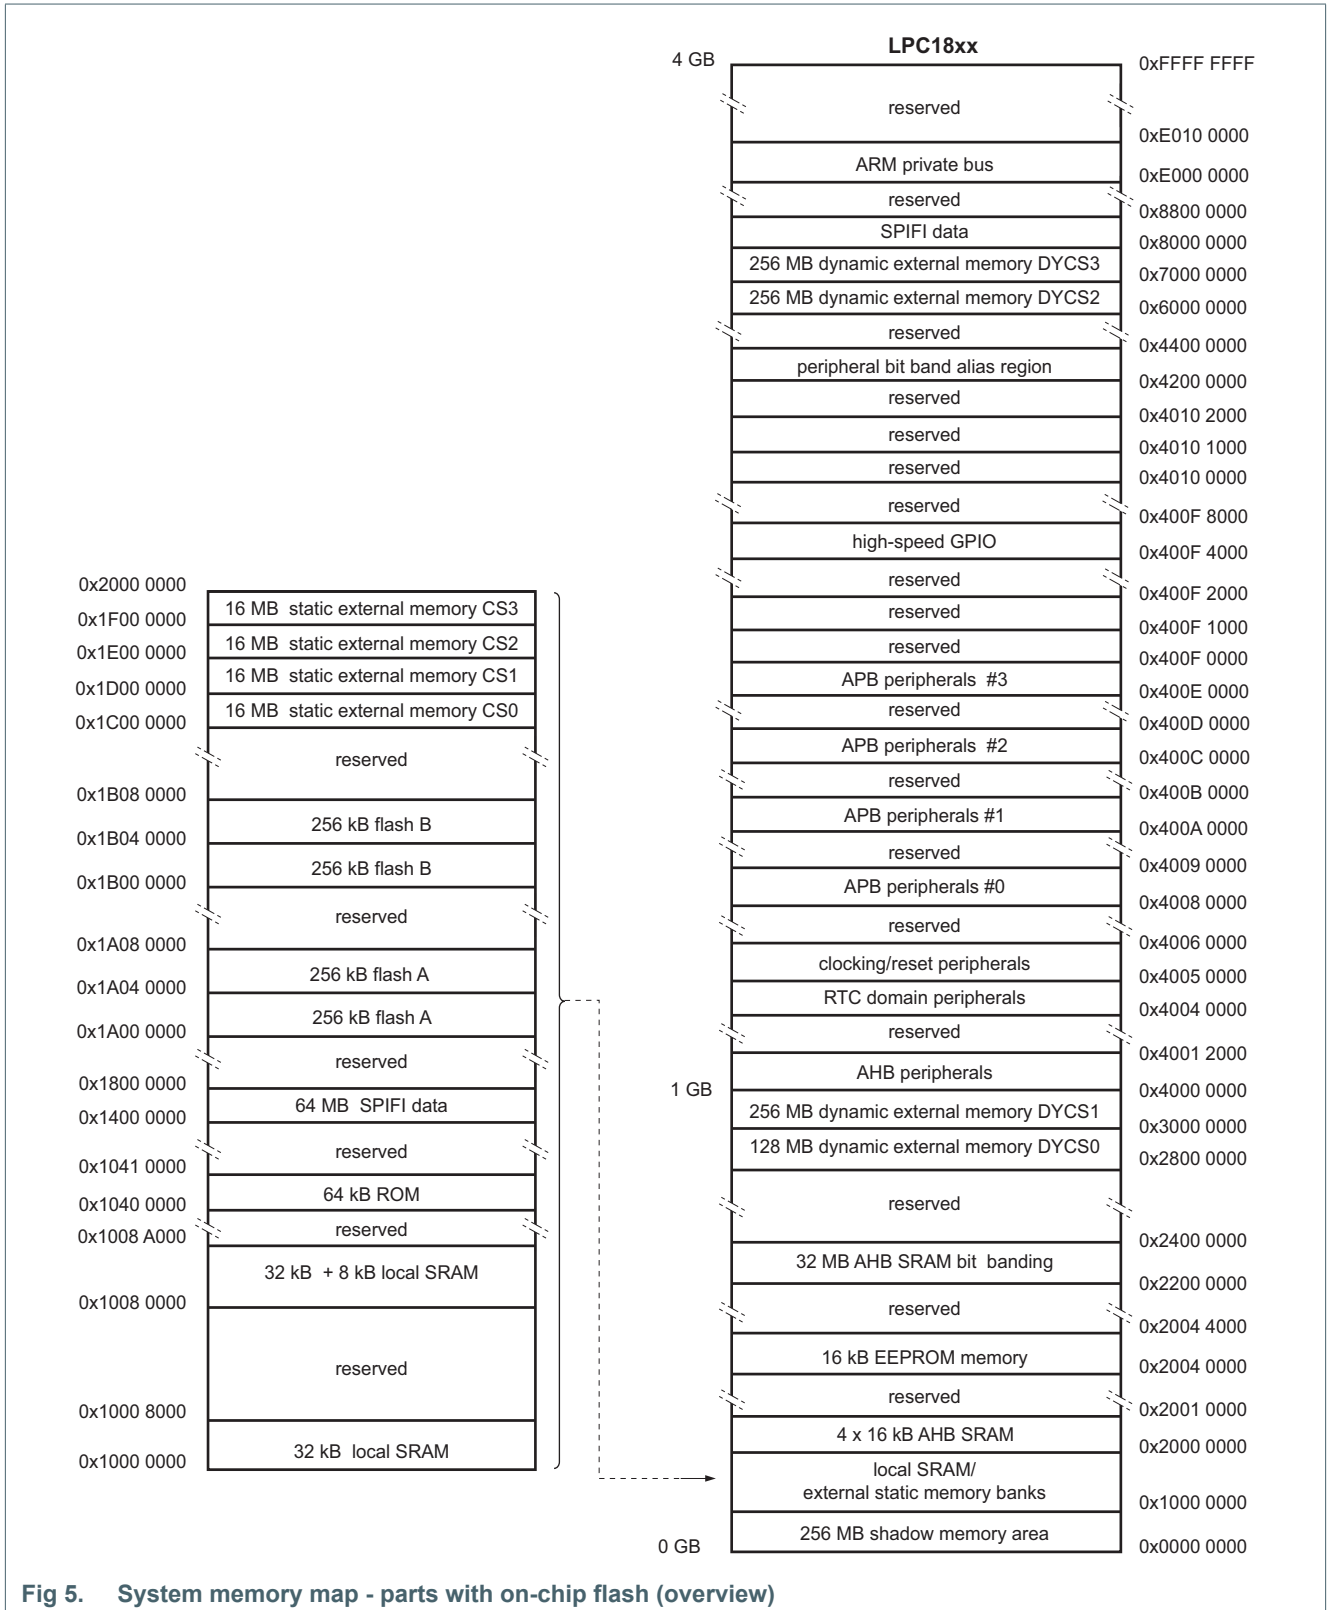 LPC18xx
4 GB
0xFFFF FFFF
reserved
0xE010 0000
ARM private bus
0xE000 0000
reserved
0x8800 0000
SPIFI data
0x8000 0000
256 MB dynamic external memory DYCS3
0x7000 0000
256 MB dynamic external memory DYCS2
0x6000 0000
reserved
0x4400 0000
peripheral bit band alias region
0x4200 0000
reserved
0x4010 2000
reserved
0x4010 1000
reserved
0x4010 0000
reserved
0x400F 8000
high-speed GPIO
0x400F 4000
reserved
0x400F 2000
reserved
0x400F 1000
reserved
0x400F 0000
APB peripherals #3
0x400E 0000
reserved
0x400D 0000
APB peripherals #2
0x400C 0000
reserved
0x400B 0000
APB peripherals #1
0x400A 0000
reserved
0x4009 0000
APB peripherals #0
0x4008 0000
reserved
0x4006 0000
clocking/reset peripherals
0x4005 0000
RTC domain peripherals
0x4004 0000
reserved
0x4001 2000
AHB peripherals
1 GB
0x4000 0000
256 MB dynamic external memory DYCS1
0x3000 0000
128 MB dynamic external memory DYCS0
0x2800 0000
reserved
0x2400 0000
32 MB AHB SRAM bit banding
0x2200 0000
reserved
0x2004 4000
16 kB EEPROM memory
0x2004 0000
reserved
0x2001 0000
4 x 16 kB AHB SRAM
0x2000 0000
local SRAM/
external static memory banks
0x1000 0000
256 MB shadow memory area
0 GB
0x0000 0000
0x2000 0000
16 MB static external memory CS3
0x1F00 0000
16 MB static external memory CS2
0x1E00 0000
16 MB static external memory CS1
0x1D00 0000
16 MB static external memory CS0
0x1C00 0000
reserved
0x1B08 0000
256 kB flash B
0x1B04 0000
256 kB flash B
0x1B00 0000
reserved
0x1A08 0000
256 kB flash A
0x1A04 0000
256 kB flash A
0x1A00 0000
reserved
0x1800 0000
64 MB SPIFI data
0x1400 0000
reserved
0x1041 0000
64 kB ROM
0x1040 0000
reserved
0x1008 A000
32 kB + 8 kB local SRAM
0x1008 0000
reserved
0x1000 8000
32 kB local SRAM
0x1000 0000
Fig 5. System memory map - parts with on-chip flash (overview)